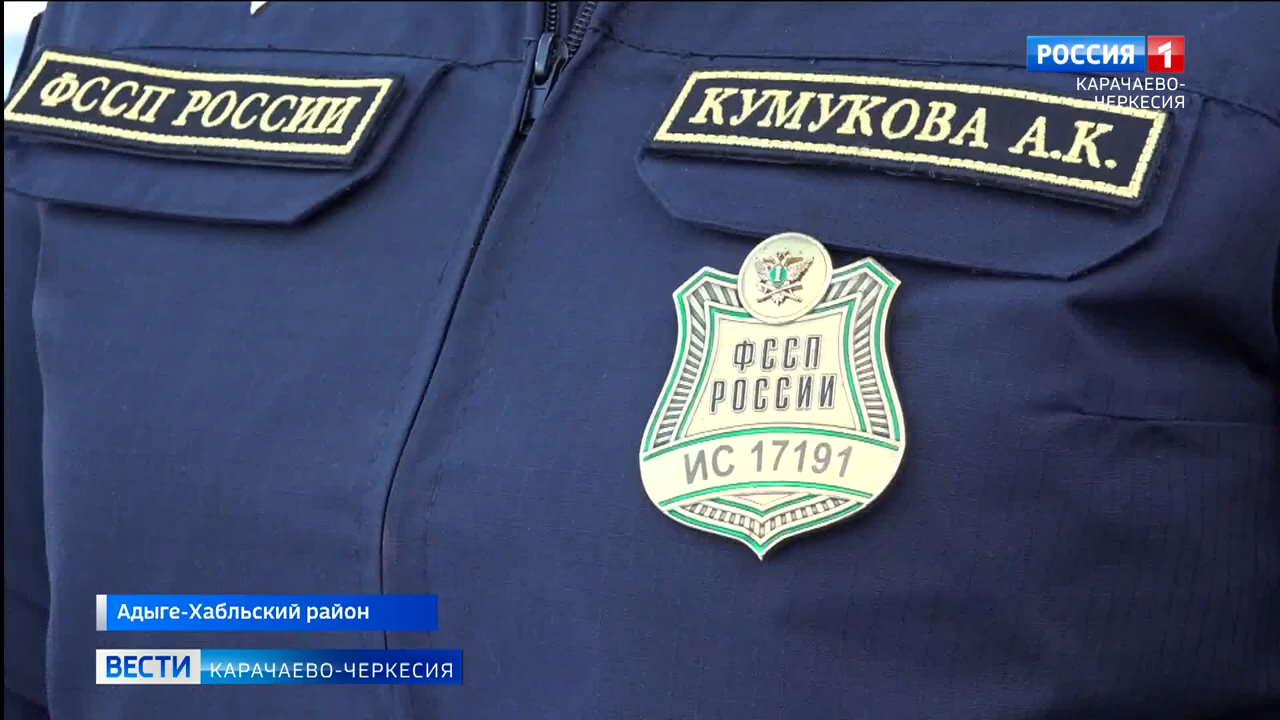 ФССП РОССИИ
КУМУКОВА А.К.
РОССИЯ 1
КАРАЧАЕВО-
ЧЕРКЕСИЯ
ФССП
РОССИИ
ИС 17191
Адыге-Хабльский район
ВЕСТИ КАРАЧАЕВО-ЧЕРКЕСИЯ